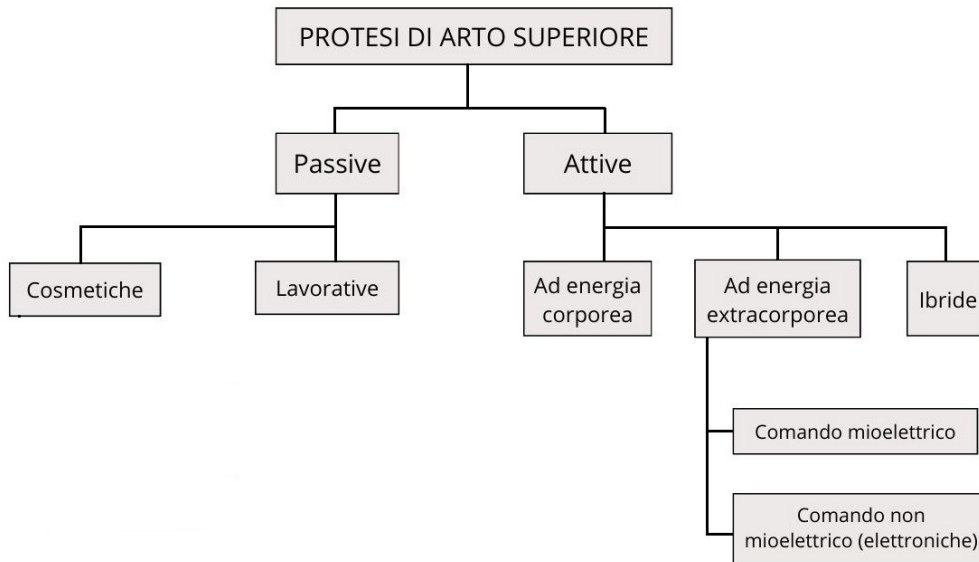 PROTESI DI ARTO SUPERIORE
Passive
Attive
Cosmetiche
Lavorative
Ad energia
corporea
Ad energia
extracorporea
Ibride
Comando mioelettrico
Comando non
mioelettrico (elettroniche)